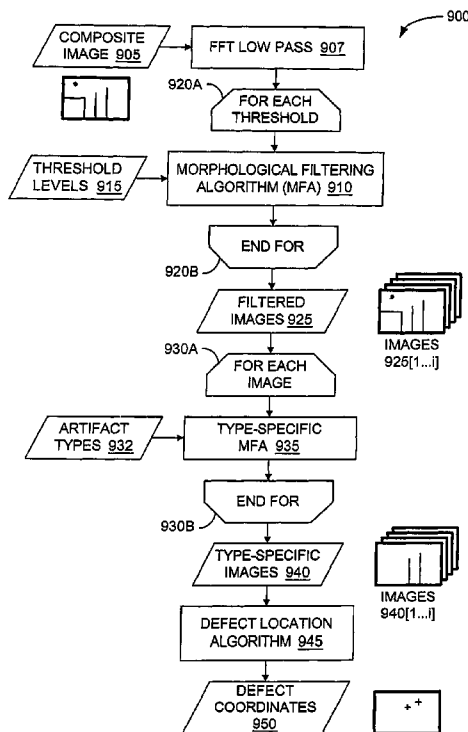 900
COMPOSITE
IMAGE 905
FFT LOW PASS 907
920A
FOR EACH
THRESHOLD
THRESHOLD
LEVELS 915
MORPHOLOGICAL FILTERING
ALGORITHM (MFA) 910
END FOR
920B
FILTERED
IMAGES 925
IMAGES
925[1...i]
930A
FOR EACH
IMAGE
ARTIFACT
TYPES 932
TYPE-SPECIFIC
MFA 935
END FOR
930B
TYPE-SPECIFIC
IMAGES 940
IMAGES
940[1...i]
DEFECT LOCATION
ALGORITHM 945
DEFECT
COORDINATES
950